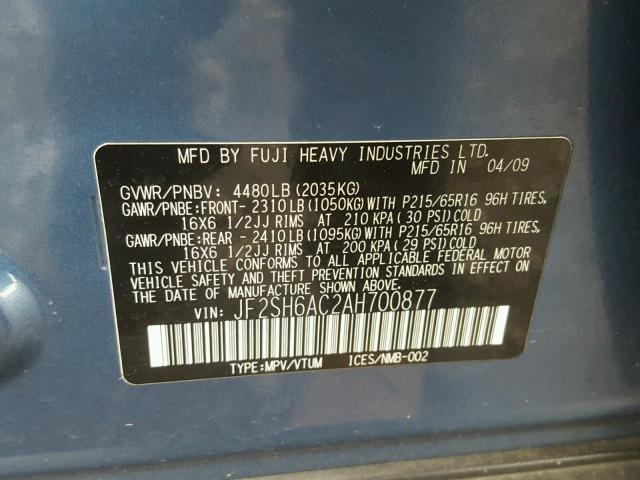 MFD BY FUJI HEAVY INDUSTRIES LTD.
MFD IN 04/09
GVWR/PNBV: 4480LB(2035KG)
GAWR/PNBE:FRONT- 2310LB(1050KG)WITH P215/65R16 96H TIRES,
16X6 1/2JJ RIMS AT 210 KPA(30 PSI)COLD
GAWR/PNBE:REAR - 2410LB(1095KG)WITH P215/65R16 96H TIRES,
16X6 1/2JJ RIMS AT 200 KPA(29 PSI)COLD
THIS VEHICLE CONFORMS TO ALL APPLICABLE FEDERAL MOTOR
VEHICLE SAFETY AND THEFT PREVENTION STANDARDS IN EFFECT
ON THE DATE OF MANUFACTURE SHOWN ABOVE.
VIN: JF2SH6AC2AH700877
TYPE:MPV/VTUM ICES/NMB-002